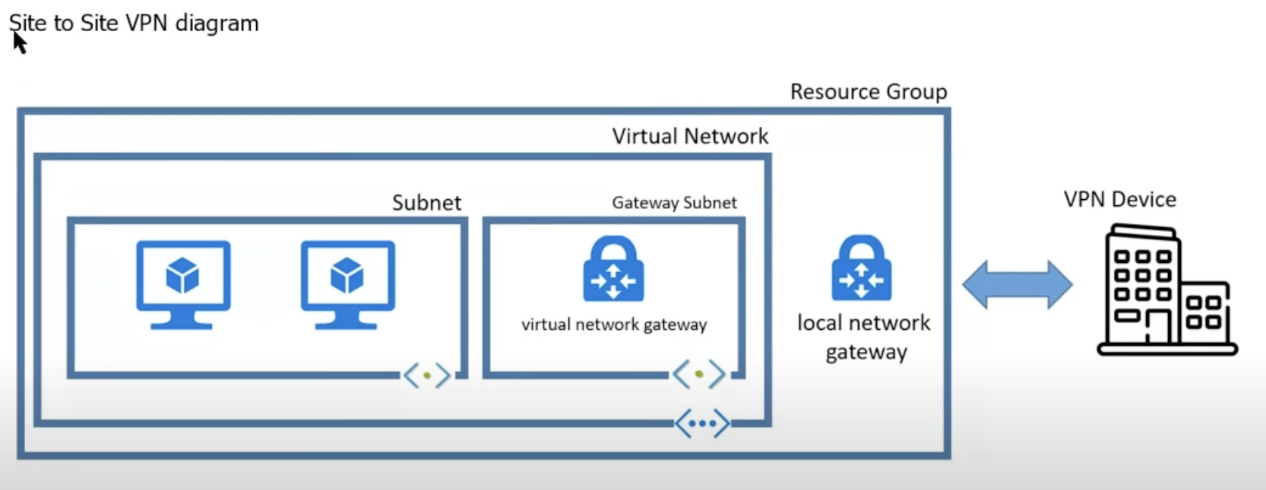 Site to Site VPN diagram
Resource Group
Virtual Network
Subnet
Gateway Subnet
VPN Device
virtual network gateway
local network
gateway